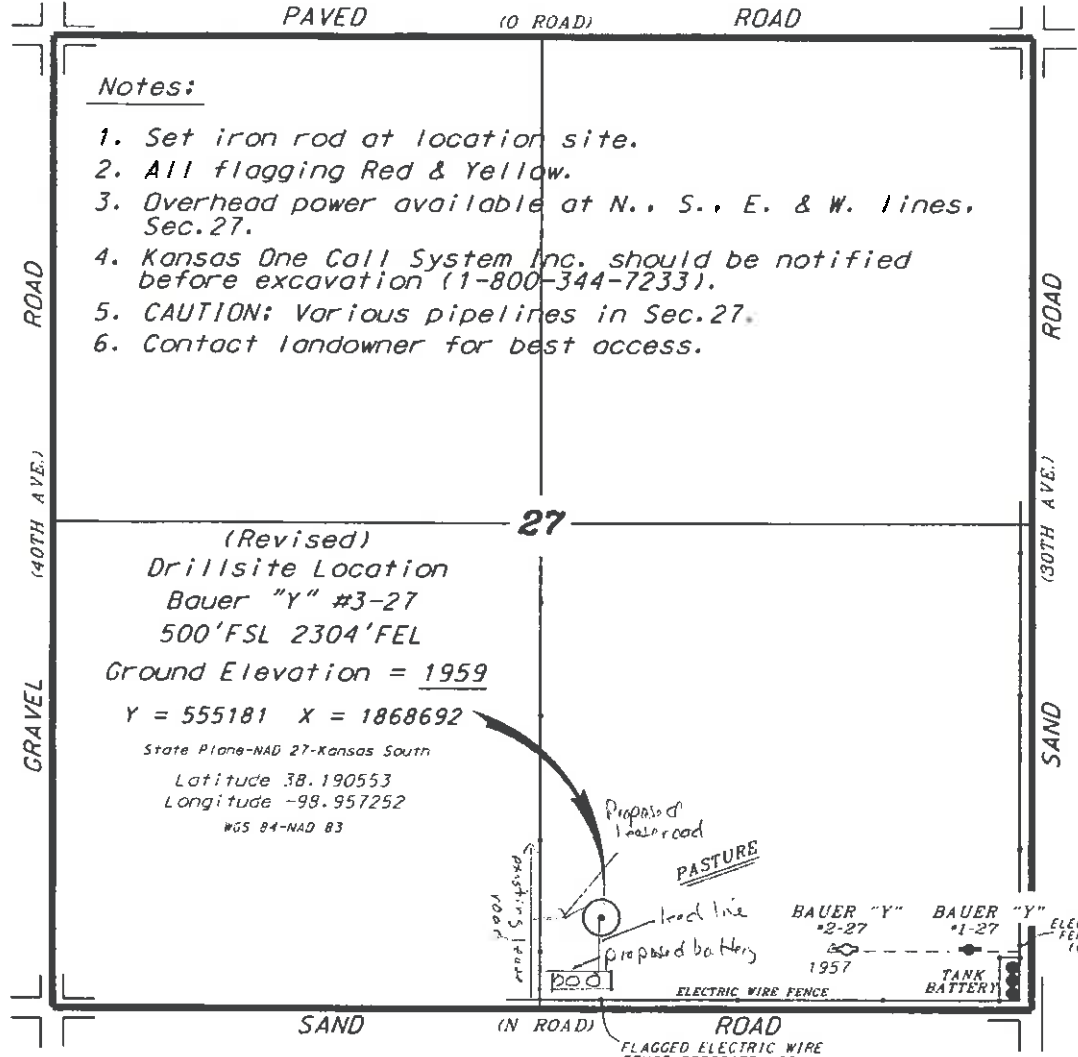 PAVED (O ROAD) ROAD
Notes:
1. Set iron rod at location site.
2. All flagging Red & Yellow.
3. Overhead power available at N., S., E. & W. lines,
Sec.27.
4. Kansas One Call System Inc. should be notified
before excavation (1-800-344-7233).
5. CAUTION: Various pipelines in Sec.27.
6. Contact landowner for best access.
ROAD
(40TH AVE.)
GRAVEL
ROAD
(30TH AVE.)
SAND
27
(Revised)
Drillsite Location
Bauer "Y" #3-27
500'FSL 2304'FEL
Ground Elevation = 1959
Y = 555181 X = 1868692
State Plane-NAD 27-Kansas South
Latitude 38.190553
Longitude -98.957252
WGS 84-NAD 83
Proposed
lease road
PASTURE
existing lease
road
lead line
proposed battery
BAUER "Y"
#2-27
1957
BAUER "Y"
#1-27
TANK
BATTERY
ELECTRIC WIRE FENCE
SAND (N ROAD) ROAD
FLAGGED ELECTRIC WIRE